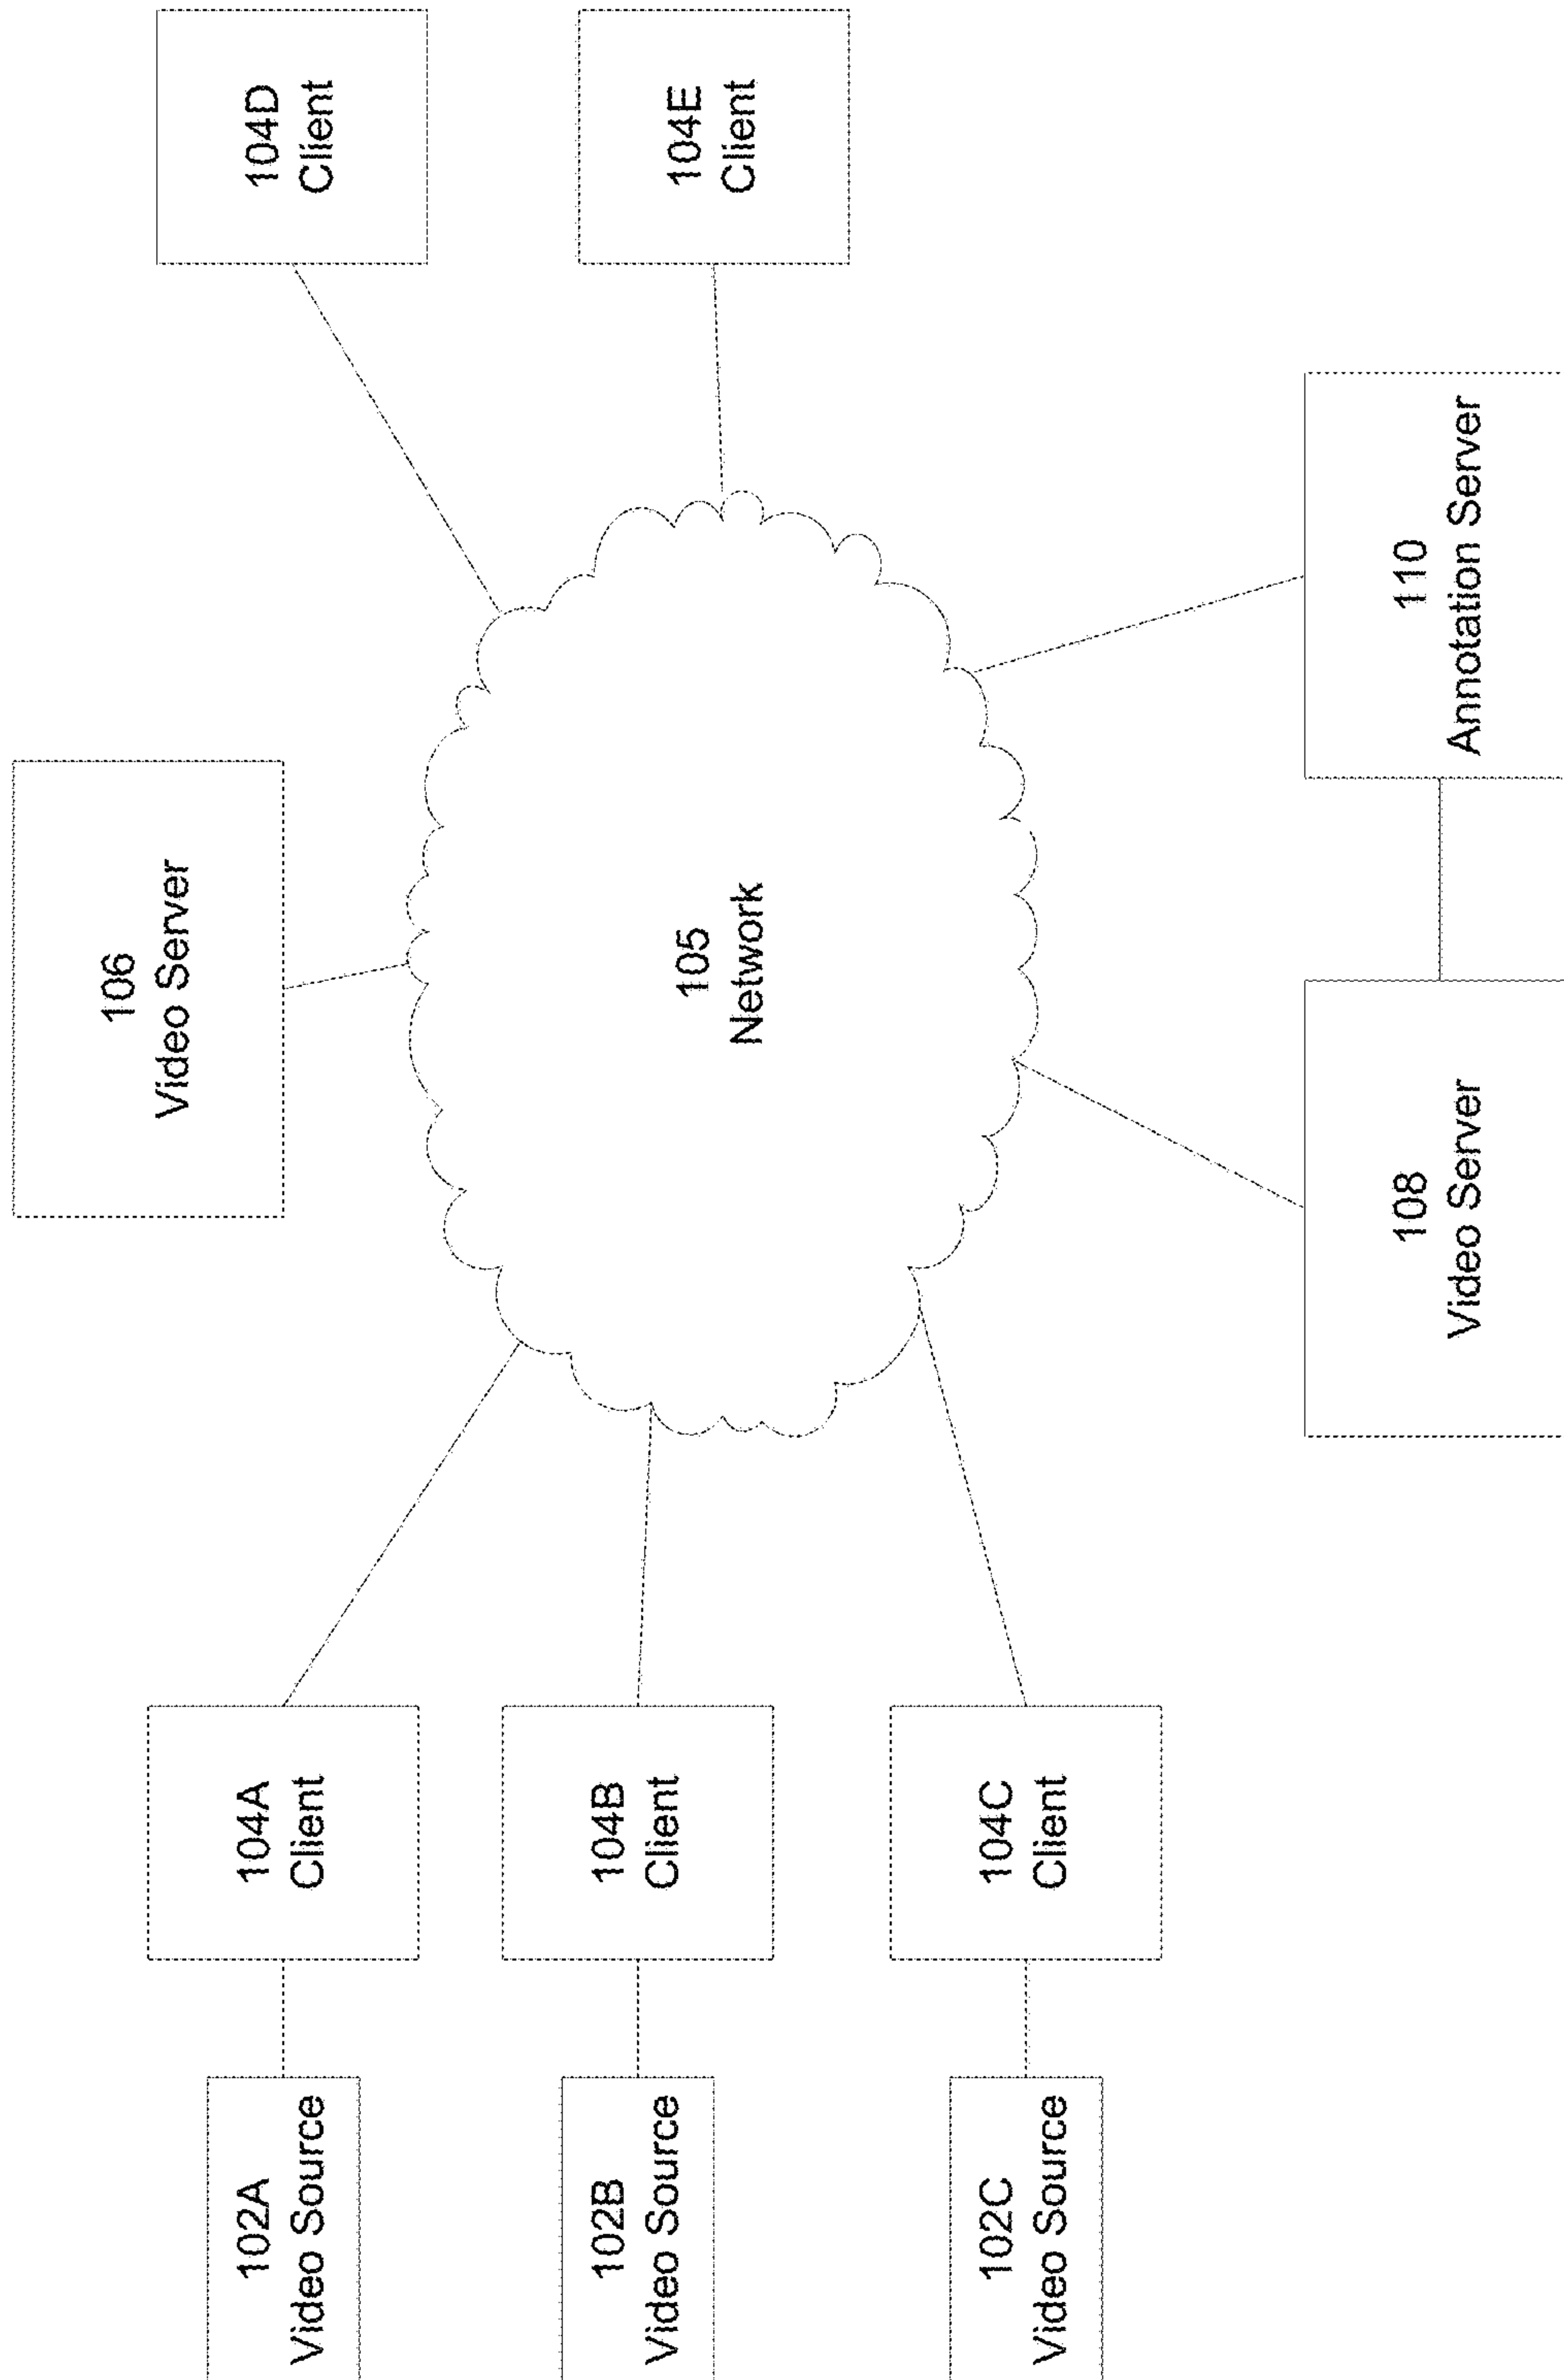 102A
Video Source
104A
Client
106
Video Server
104D
Client
102B
Video Source
104B
Client
105
Network
104E
Client
102C
Video Source
104C
Client
108
Video Server
110
Annotation Server